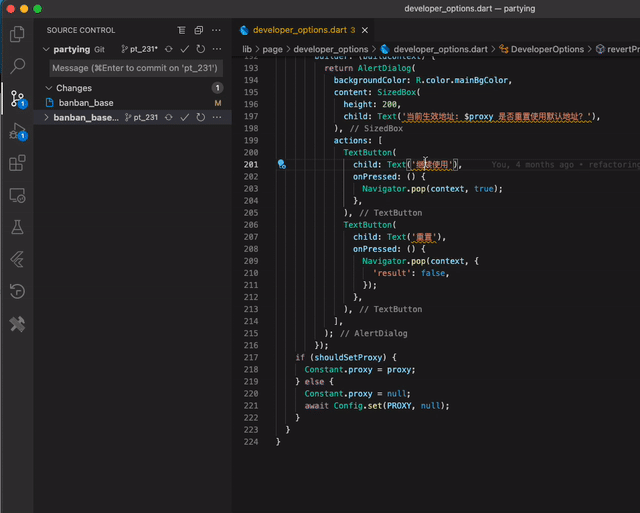 developer_options.dart — partying
SOURCE CONTROL
partying Git pt_231*
Message (⌘Enter to commit on 'pt_231')
Changes 1
banban_base M
banban_base... pt_231
1
1
developer_options.dart 3
lib > page > developer_options > developer_options.dart > DeveloperOptions > revertPr
193 builder: (buildContext) {
194 return AlertDialog(
195 backgroundColor: R.color.mainBgColor,
196 content: SizedBox(
196 height: 200,
197 child: Text('当前生效地址: $proxy 是否重置使用默认地址?'),
198 ), // SizedBox
199 actions: [
200 TextButton(
201 child: Text('继续使用'), You, 4 months ago • refactoring
202 onPressed: () {
203 Navigator.pop(context, true);
204 },
205 ), // TextButton
206 TextButton(
207 child: Text('重置'),
208 onPressed: () {
209 Navigator.pop(context, {
210 'result': false,
211 });
212 },
213 ), // TextButton
214 ],
215 ); // AlertDialog
216 });
217 if (shouldSetProxy) {
218 Constant.proxy = proxy;
219 } else {
220 Constant.proxy = null;
221 await Config.set(PROXY, null);
222 }
223 }
224 }